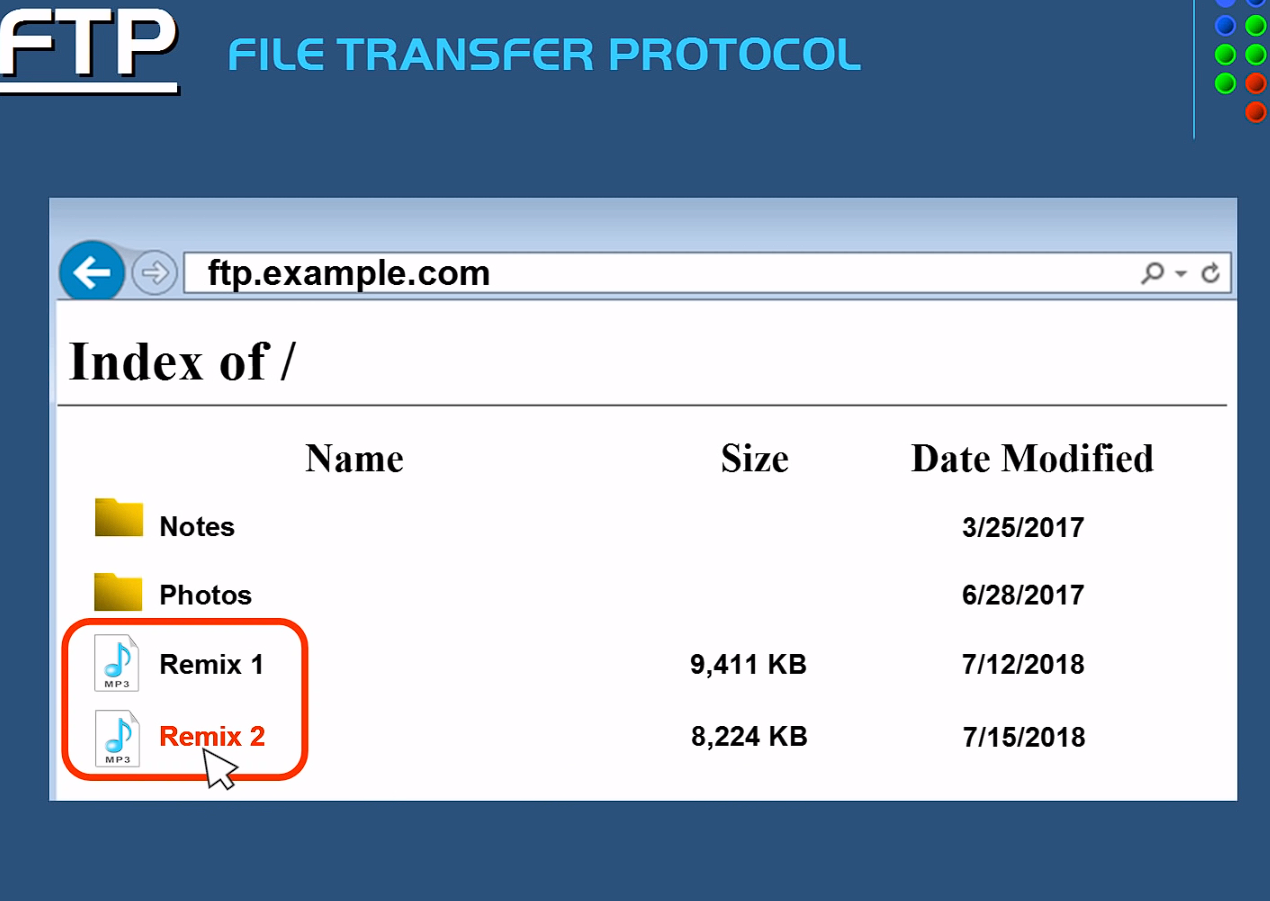 FTP FILE TRANSFER PROTOCOL
ftp.example.com
Index of /
Name Size Date Modified
Notes 3/25/2017
Photos 6/28/2017
Remix 1 9,411 KB 7/12/2018
MP3
Remix 2 8,224 KB 7/15/2018
MP3